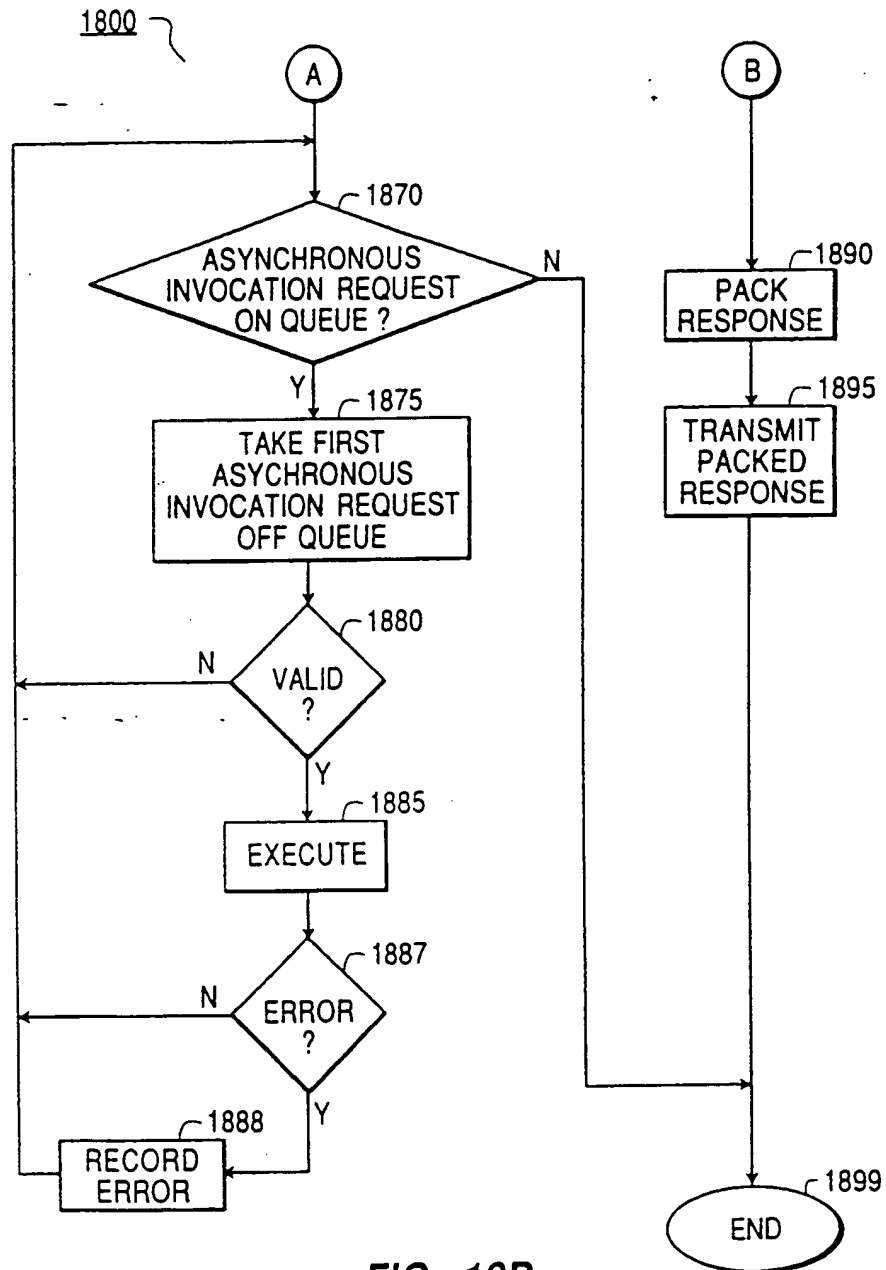 1800
A
B
1870
ASYNCHRONOUS
INVOCATION REQUEST
ON QUEUE ?
N
Y
1875
TAKE FIRST
ASYCHRONOUS
INVOCATION REQUEST
OFF QUEUE
1880
VALID
?
N
Y
1885
EXECUTE
1887
ERROR
?
N
Y
1888
RECORD
ERROR
1890
PACK
RESPONSE
1895
TRANSMIT
PACKED
RESPONSE
1899
END